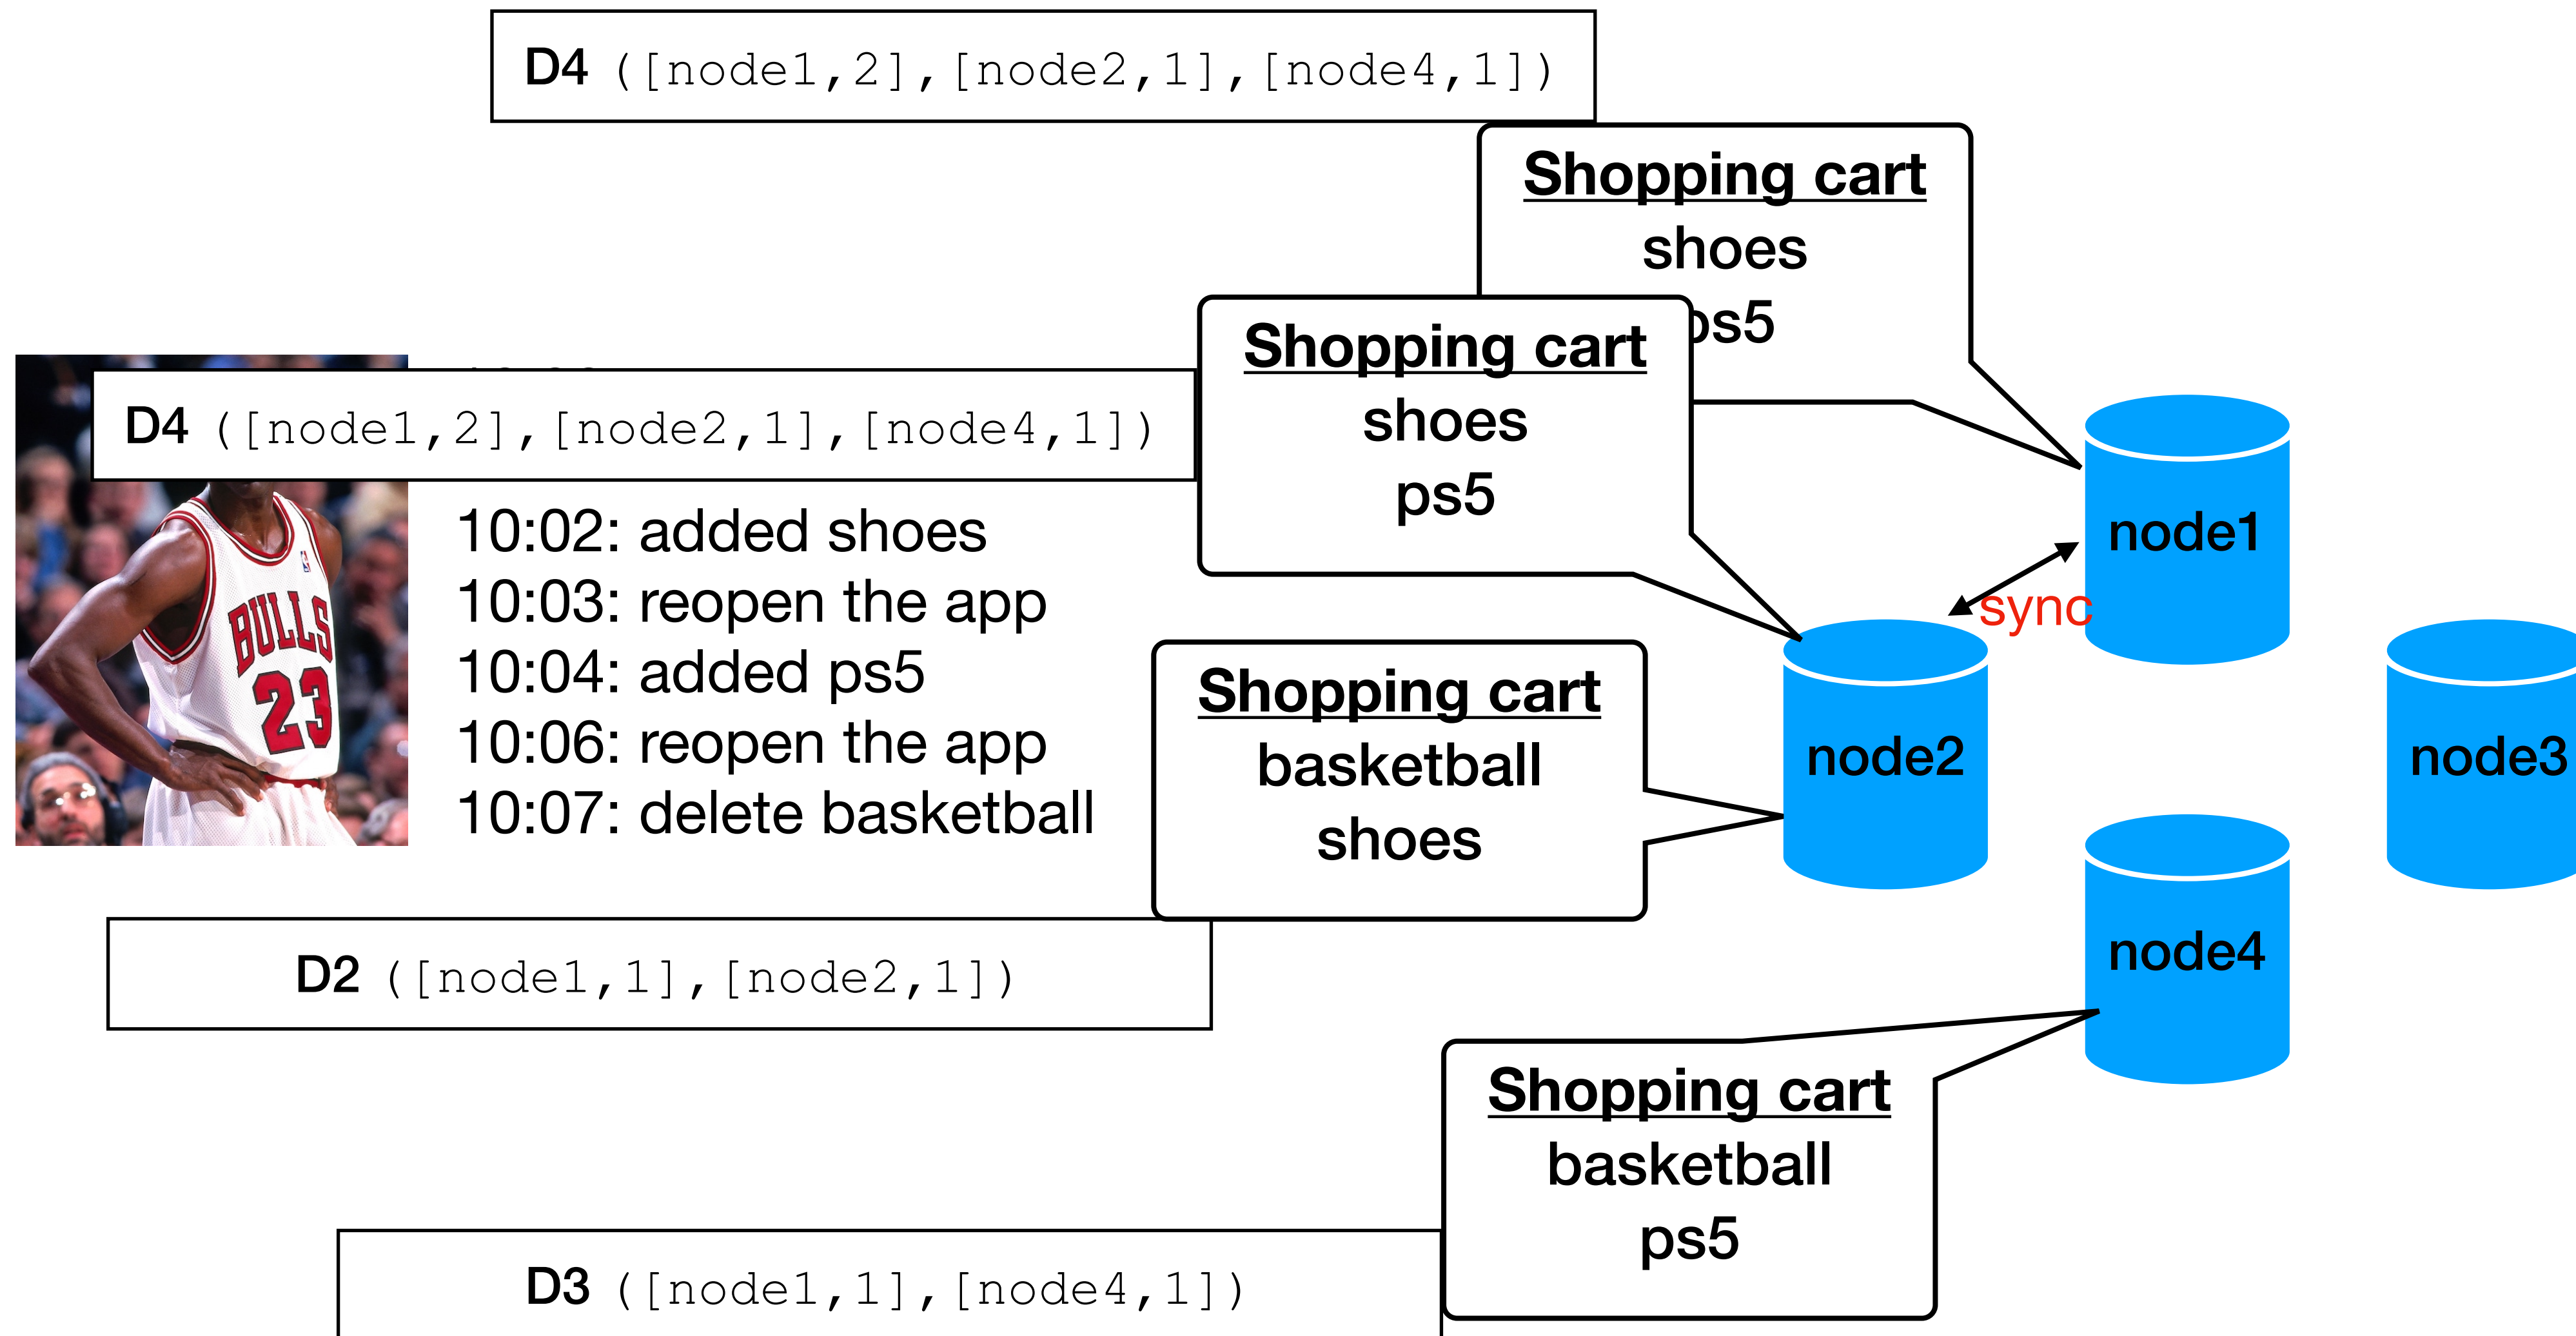 D4 ([node1,2],[node2,1],[node4,1])
Shopping cart
shoes
ps5
D4 ([node1,2],[node2,1],[node4,1])
Shopping cart
shoes
ps5
10:02: added shoes
10:03: reopen the app
10:04: added ps5
10:06: reopen the app
10:07: delete basketball
BULLS
23
Shopping cart
basketball
shoes
D2 ([node1,1],[node2,1])
Shopping cart
basketball
ps5
D3 ([node1,1],[node4,1])
node1
sync
node2
node3
node4